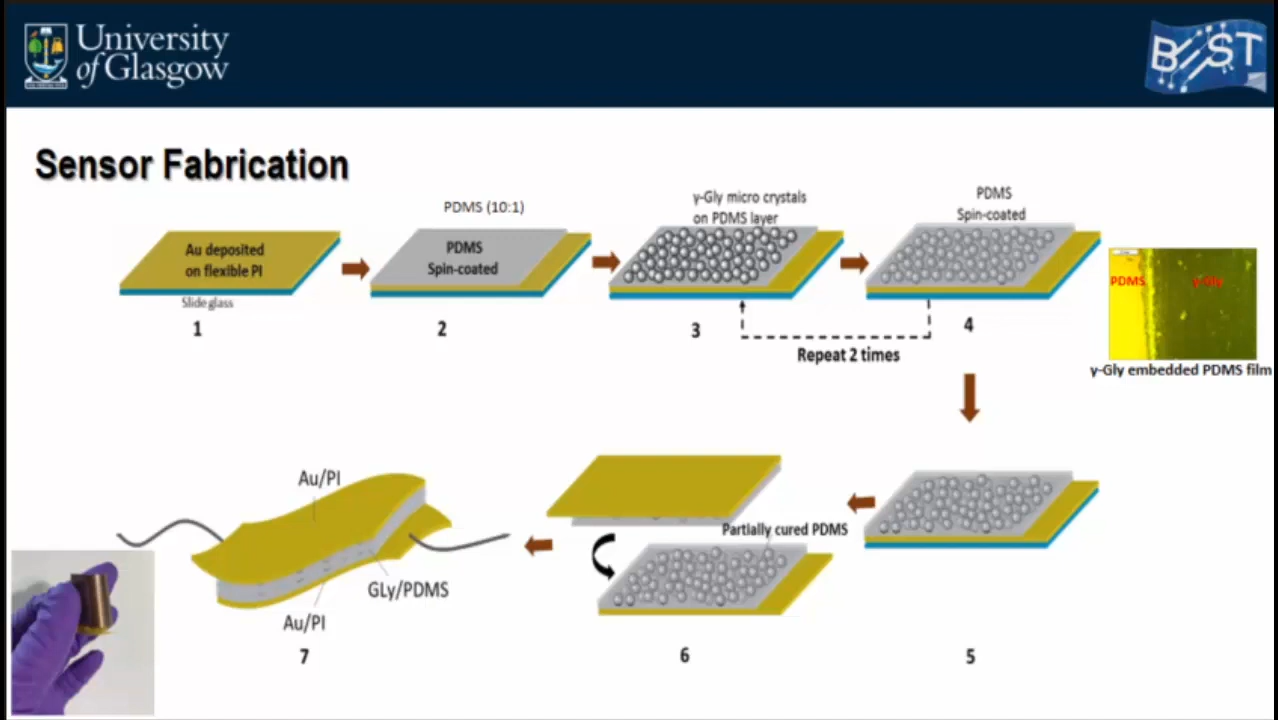 University
of Glasgow
BEST
Sensor Fabrication
Au deposited
on flexible PI
Slide glass
1
PDMS (10:1)
PDMS
Spin-coated
2
γ-Gly micro crystals
on PDMS layer
3
PDMS
Spin-coated
4
Repeat 2 times
PDMS
γ-Gly
γ-Gly embedded PDMS film
5
Partially cured PDMS
6
Au/PI
GLy/PDMS
Au/PI
7